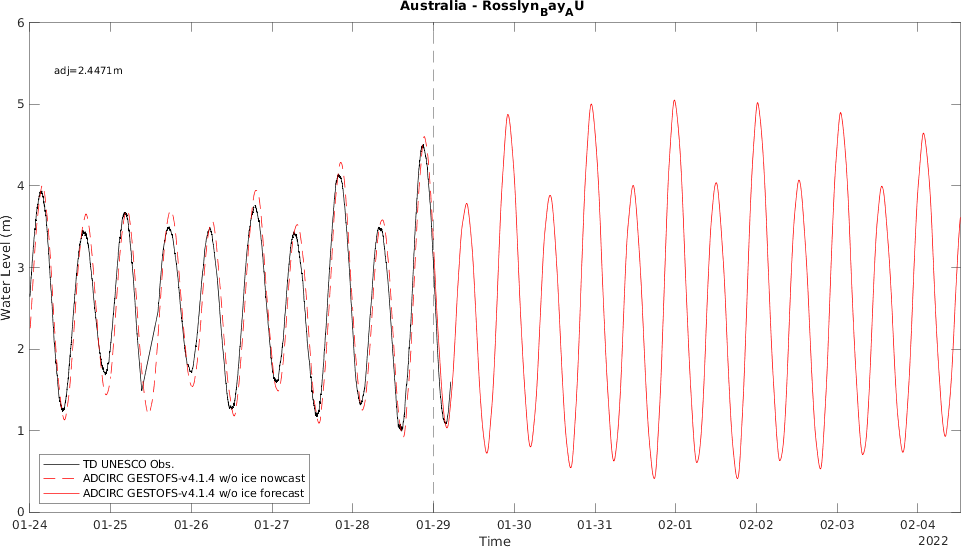 Australia - Rosslyn_Bay_AU
6
adj=2.4471m
5
4
3
2
1
0
Water Level (m)
TD UNESCO Obs.
ADCIRC GESTOFS-v4.1.4 w/o ice nowcast
ADCIRC GESTOFS-v4.1.4 w/o ice forecast
01-24 01-25 01-26 01-27 01-28 01-29 01-30 01-31 02-01 02-02 02-03 02-04
Time
2022